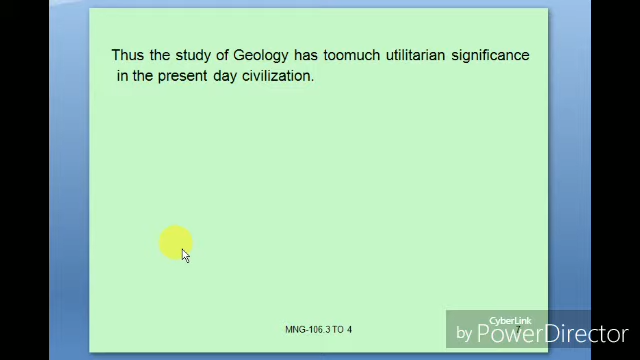 Thus the study of Geology has toomuch utilitarian significance
in the present day civilization.
MNG-106.3 TO 4
CyberLink
by PowerDirector